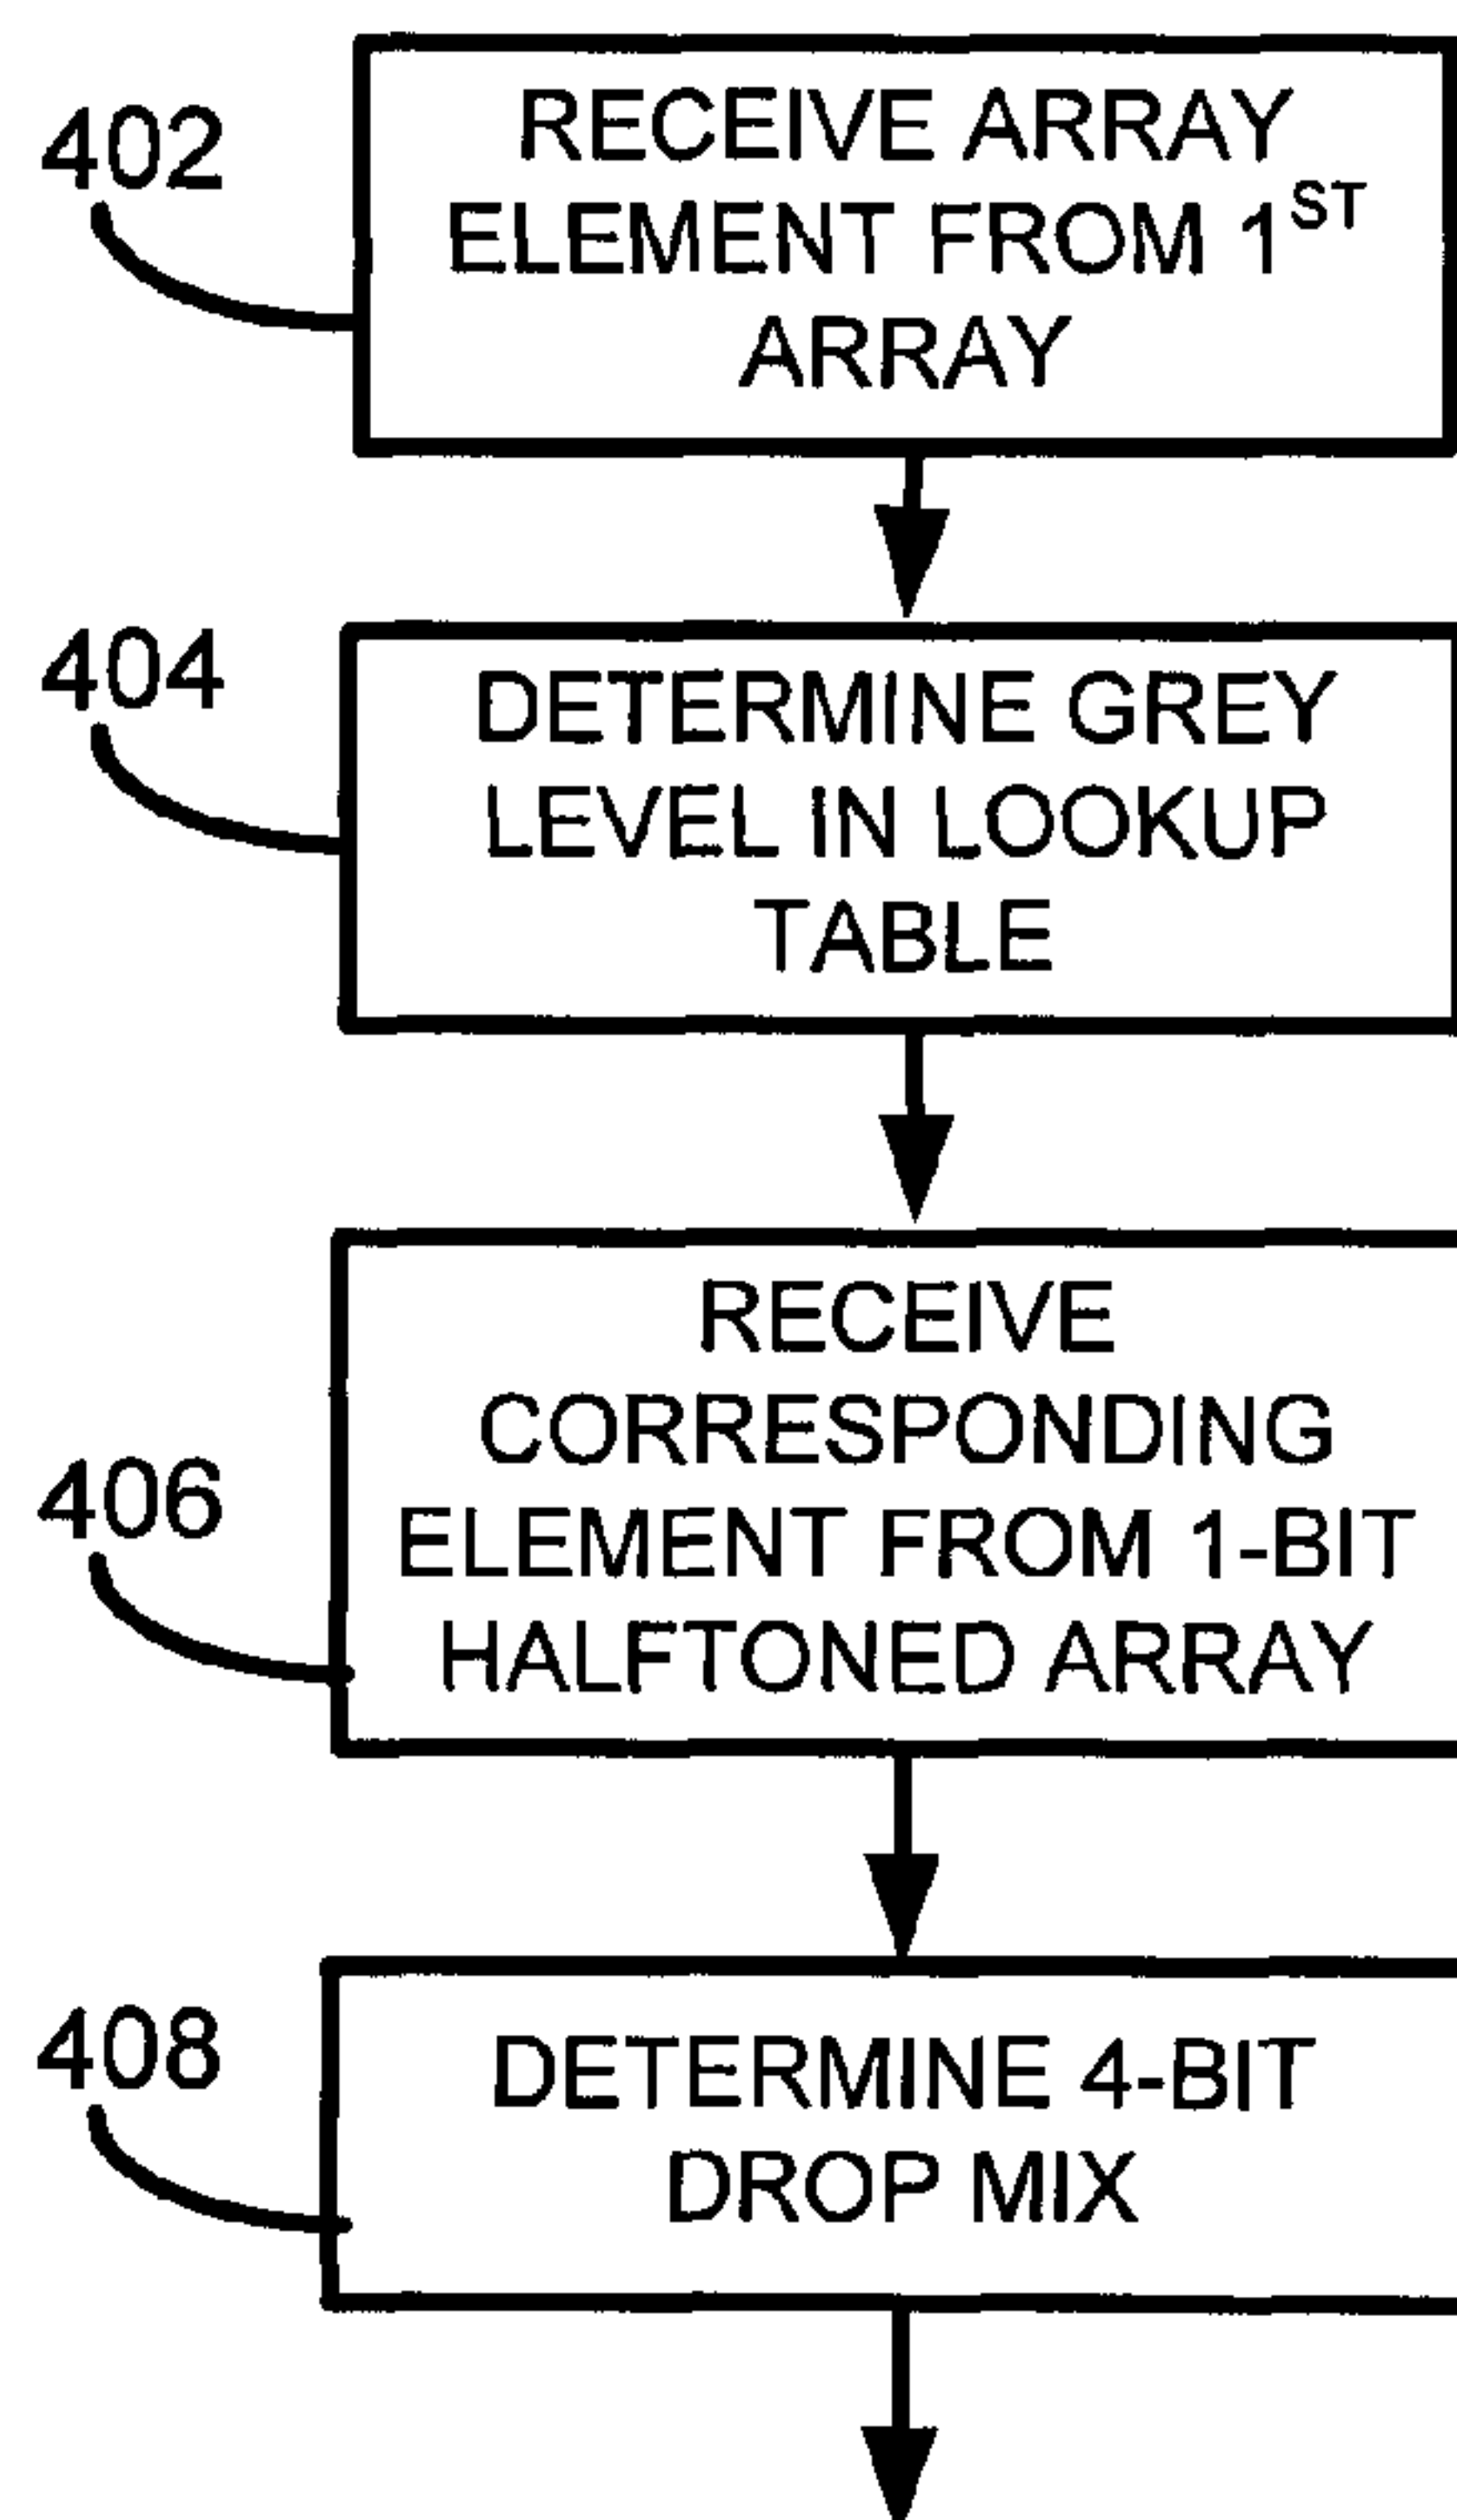 402
RECEIVE ARRAY
ELEMENT FROM 1ST
ARRAY
404
DETERMINE GREY
LEVEL IN LOOKUP
TABLE
RECEIVE
CORRESPONDING
406
ELEMENT FROM 1-BIT
HALFTONED ARRAY
408
DETERMINE 4-BIT
DROP MIX